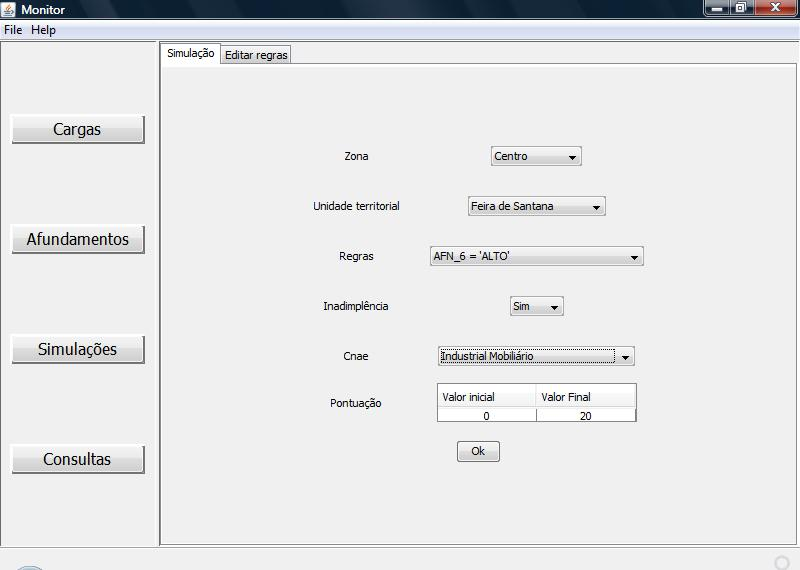 Monitor
File Help
Simulação Editar regras
Cargas
Afundamentos
Simulações
Consultas
Zona Centro
Unidade territorial Feira de Santana
Regras AFN_6 = 'ALTO'
Inadimplência Sim
Cnae Industrial Mobiliário
Pontuação Valor inicial Valor Final
0 20
Ok